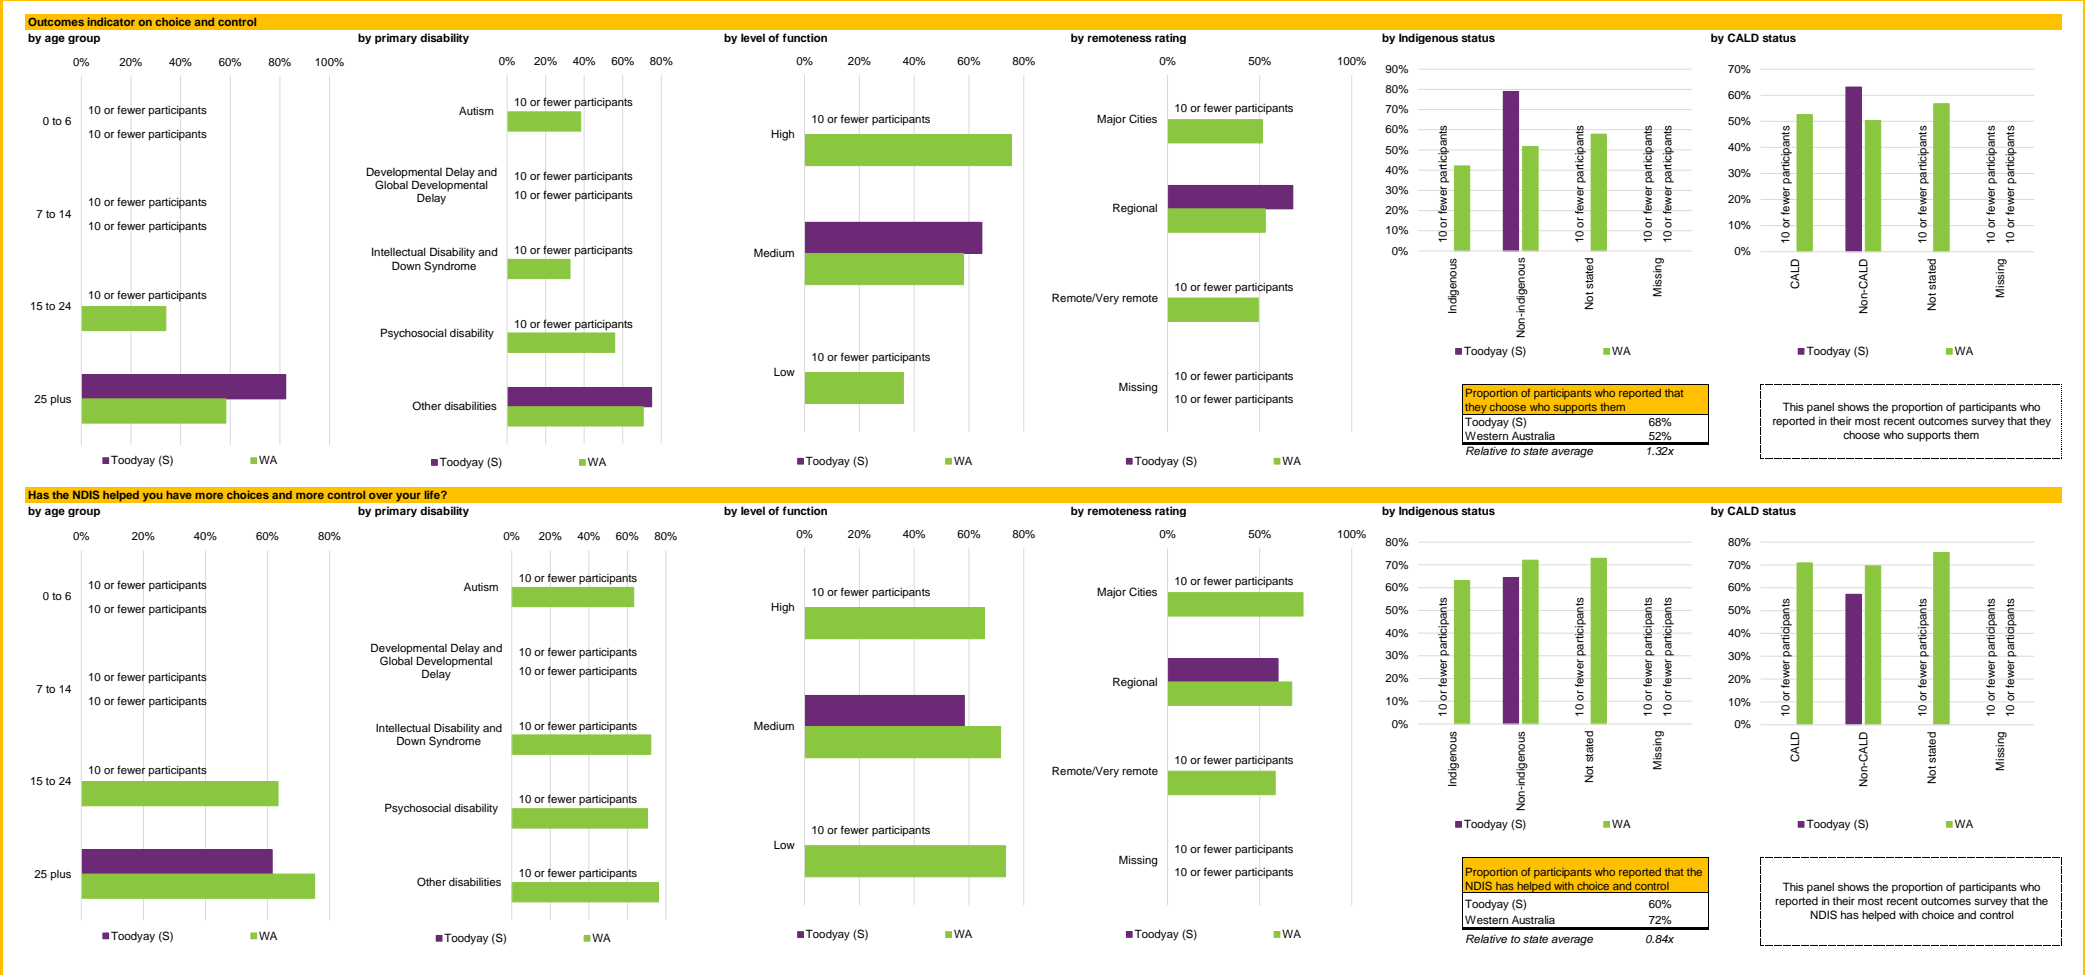 Outcomes indicator on choice and control
by age group
0%
20%
40%
60%
80%
100%
0 to 6
10 or fewer participants
10 or fewer participants
7 to 14
10 or fewer participants
10 or fewer participants
15 to 24
10 or fewer participants
25 plus
Toodyay (S)
WA
by primary disability
0%
20%
40%
60%
80%
Autism
10 or fewer participants
Developmental Delay and
Global Developmental
Delay
10 or fewer participants
10 or fewer participants
Intellectual Disability and
Down Syndrome
10 or fewer participants
Psychosocial disability
10 or fewer participants
Other disabilities
Toodyay (S)
WA
by level of function
0%
20%
40%
60%
80%
High
10 or fewer participants
Medium
Low
10 or fewer participants
Toodyay (S)
WA
by remoteness rating
0%
50%
100%
Major Cities
10 or fewer participants
Regional
Remote/Very remote
10 or fewer participants
Missing
10 or fewer participants
10 or fewer participants
Toodyay (S)
WA
by Indigenous status
90%
80%
70%
60%
50%
40%
30%
20%
10%
0%
10 or fewer participants
10 or fewer participants
10 or fewer participants
10 or fewer participants
Indigenous
Non-indigenous
Not stated
Missing
Toodyay (S)
WA
Proportion of participants who reported that
they choose who supports them
Toodyay (S) 68%
Western Australia 52%
Relative to state average 1.32x
by CALD status
70%
60%
50%
40%
30%
20%
10%
0%
10 or fewer participants
10 or fewer participants
10 or fewer participants
10 or fewer participants
CALD
Non-CALD
Not stated
Missing
Toodyay (S)
WA
This panel shows the proportion of participants who
reported in their most recent outcomes survey that they
choose who supports them
Has the NDIS helped you have more choices and more control over your life?
by age group
0%
20%
40%
60%
80%
0 to 6
10 or fewer participants
10 or fewer participants
7 to 14
10 or fewer participants
10 or fewer participants
15 to 24
10 or fewer participants
25 plus
Toodyay (S)
WA
by primary disability
0%
20%
40%
60%
80%
Autism
10 or fewer participants
Developmental Delay and
Global Developmental
Delay
10 or fewer participants
10 or fewer participants
Intellectual Disability and
Down Syndrome
10 or fewer participants
Psychosocial disability
10 or fewer participants
Other disabilities
10 or fewer participants
Toodyay (S)
WA
by level of function
0%
20%
40%
60%
80%
High
10 or fewer participants
Medium
Low
10 or fewer participants
Toodyay (S)
WA
by remoteness rating
0%
50%
100%
Major Cities
10 or fewer participants
Regional
Remote/Very remote
10 or fewer participants
Missing
10 or fewer participants
10 or fewer participants
Toodyay (S)
WA
by Indigenous status
80%
70%
60%
50%
40%
30%
20%
10%
0%
10 or fewer participants
10 or fewer participants
10 or fewer participants
10 or fewer participants
Indigenous
Non-indigenous
Not stated
Missing
Toodyay (S)
WA
Proportion of participants who reported that the
NDIS has helped with choice and control
Toodyay (S) 60%
Western Australia 72%
Relative to state average 0.84x
by CALD status
80%
70%
60%
50%
40%
30%
20%
10%
0%
10 or fewer participants
10 or fewer participants
10 or fewer participants
10 or fewer participants
CALD
Non-CALD
Not stated
Missing
Toodyay (S)
WA
This panel shows the proportion of participants who
reported in their most recent outcomes survey that the
NDIS has helped with choice and control